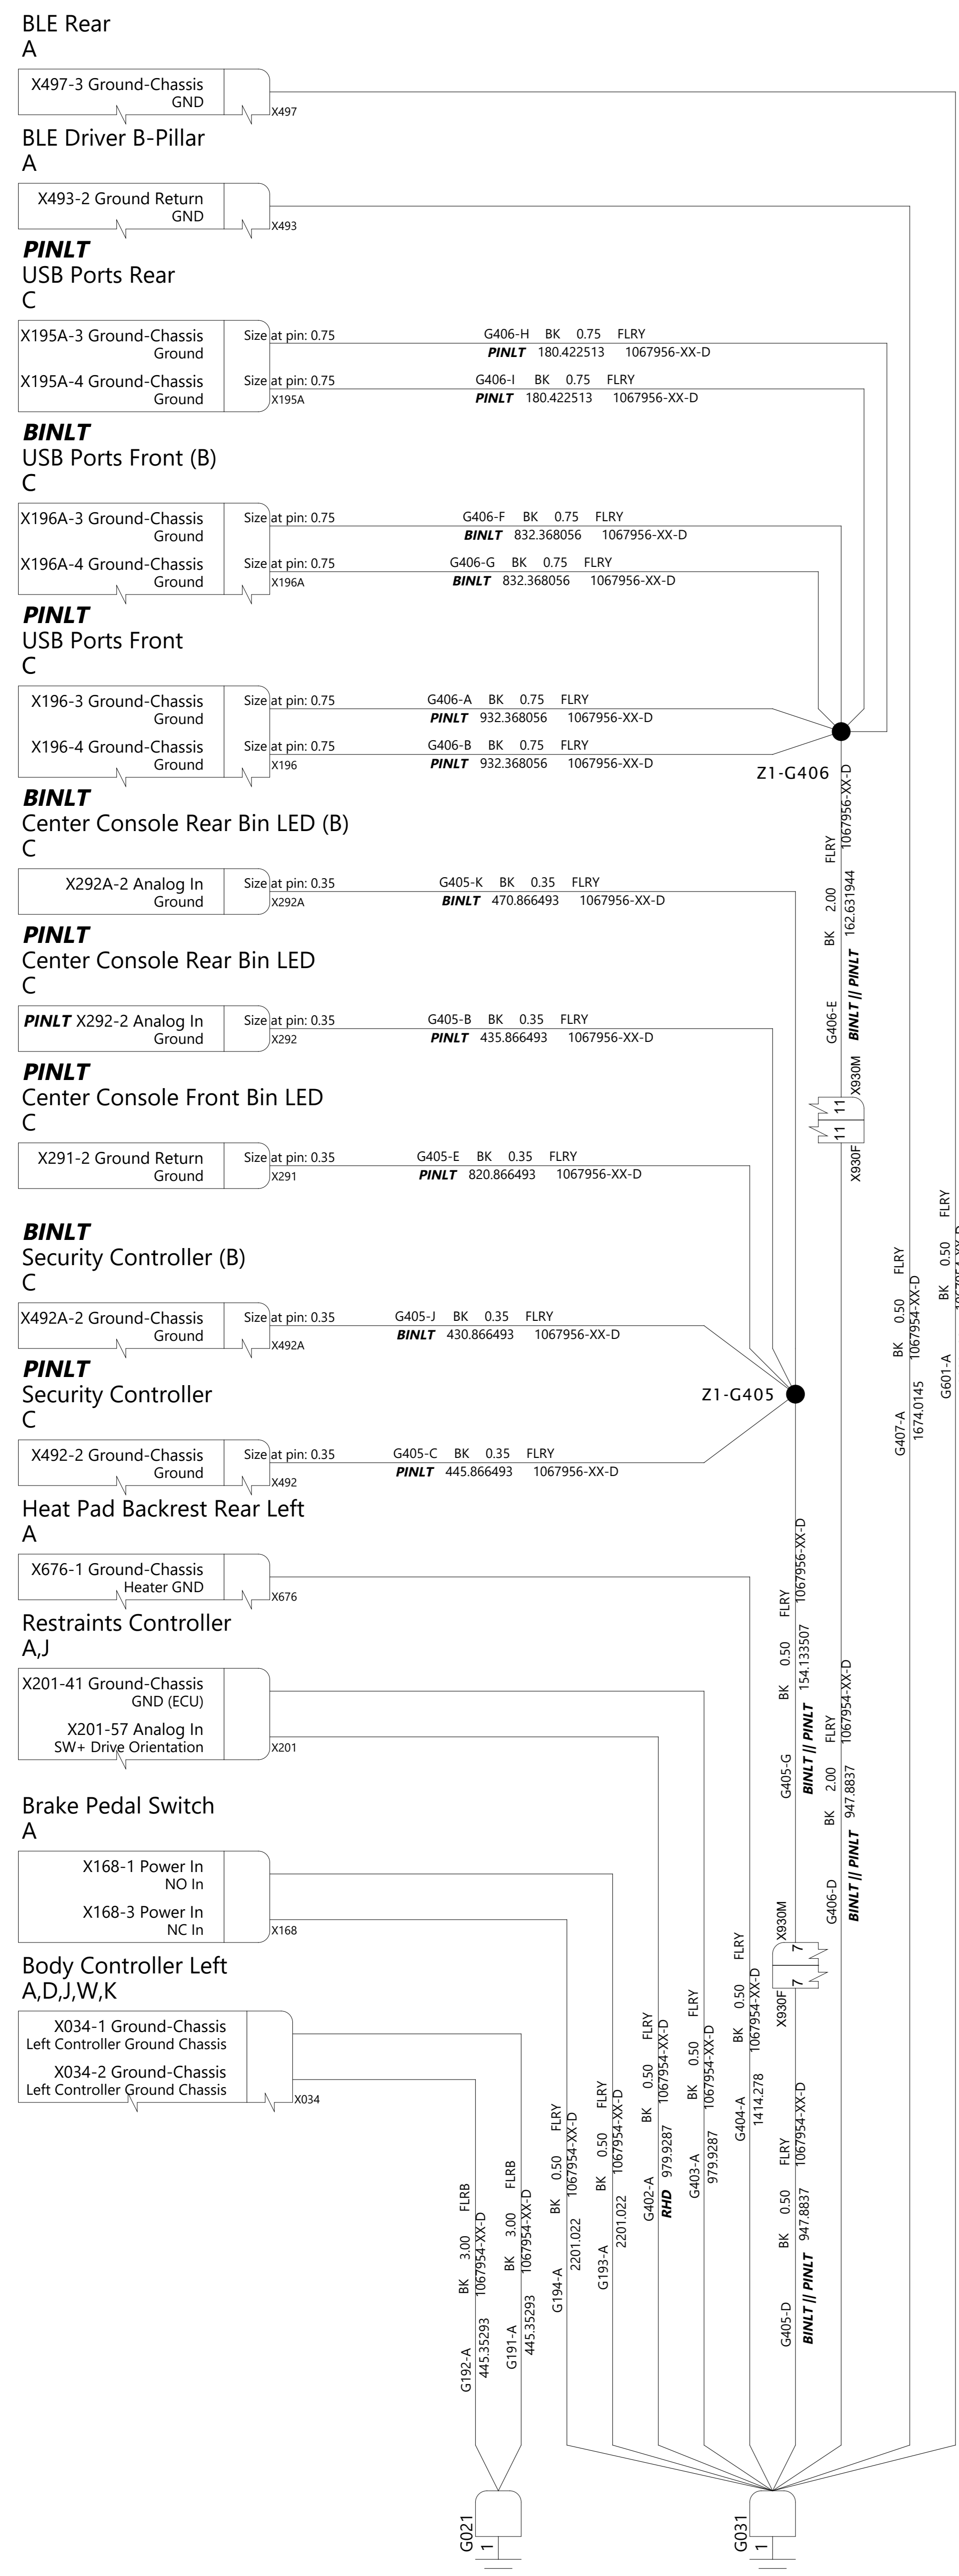 BLE Rear
A
X497-3 Ground-Chassis
GND
X497
BLE Driver B-Pillar
A
X493-2 Ground Return
GND
X493
PINLT
USB Ports Rear
C
X195A-3 Ground-Chassis
Ground
Size at pin: 0.75
G406-H BK 0.75 FLRY
PINLT 180.422513 1067956-XX-D
X195A-4 Ground-Chassis
Ground
Size at pin: 0.75
X195A
G406-I BK 0.75 FLRY
PINLT 180.422513 1067956-XX-D
BINLT
USB Ports Front (B)
C
X196A-3 Ground-Chassis
Ground
Size at pin: 0.75
G406-F BK 0.75 FLRY
BINLT 832.368056 1067956-XX-D
X196A-4 Ground-Chassis
Ground
Size at pin: 0.75
X196A
G406-G BK 0.75 FLRY
BINLT 832.368056 1067956-XX-D
PINLT
USB Ports Front
C
X196-3 Ground-Chassis
Ground
Size at pin: 0.75
G406-A BK 0.75 FLRY
PINLT 932.368056 1067956-XX-D
X196-4 Ground-Chassis
Ground
Size at pin: 0.75
X196
G406-B BK 0.75 FLRY
PINLT 932.368056 1067956-XX-D
Z1-G406
BINLT
Center Console Rear Bin LED (B)
C
X292A-2 Analog In
Ground
Size at pin: 0.35
X292A
G405-K BK 0.35 FLRY
BINLT 470.866493 1067956-XX-D
PINLT
Center Console Rear Bin LED
C
PINLT X292-2 Analog In
Ground
Size at pin: 0.35
X292
G405-B BK 0.35 FLRY
PINLT 435.866493 1067956-XX-D
G406-E BK 2.00 FLRY
BINLT || PINLT 162.631944 1067956-XX-D
X930M
11
11
X930F
PINLT
Center Console Front Bin LED
C
X291-2 Ground Return
Ground
Size at pin: 0.35
X291
G405-E BK 0.35 FLRY
PINLT 820.866493 1067956-XX-D
BINLT
Security Controller (B)
C
X492A-2 Ground-Chassis
Ground
Size at pin: 0.35
X492A
G405-J BK 0.35 FLRY
BINLT 430.866493 1067956-XX-D
PINLT
Security Controller
C
X492-2 Ground-Chassis
Ground
Size at pin: 0.35
X492
G405-C BK 0.35 FLRY
PINLT 445.866493 1067956-XX-D
Z1-G405
G407-A BK 0.50 FLRY
1674.0145 1067954-XX-D
G601-A BK 0.50 FLRY
Heat Pad Backrest Rear Left
A
X676-1 Ground-Chassis
Heater GND
X676
Restraints Controller
A,J
X201-41 Ground-Chassis
GND (ECU)
X201-57 Analog In
SW+ Drive Orientation
X201
G405-G BK 0.50 FLRY
BINLT || PINLT 154.133507 1067956-XX-D
G406-D BK 2.00 FLRY
BINLT || PINLT 947.8837 1067954-XX-D
Brake Pedal Switch
A
X168-1 Power In
NO In
X168-3 Power In
NC In
X168
X930M
7
7
X930F
Body Controller Left
A,D,J,W,K
X034-1 Ground-Chassis
Left Controller Ground Chassis
X034-2 Ground-Chassis
Left Controller Ground Chassis
X034
G192-A BK 3.00 FLRB
445.35293 1067954-XX-D
G191-A BK 3.00 FLRB
445.35293 1067954-XX-D
G194-A BK 0.50 FLRY
2201.022 1067954-XX-D
G193-A BK 0.50 FLRY
2201.022 1067954-XX-D
G402-A BK 0.50 FLRY
RHD 979.9287 1067954-XX-D
G403-A BK 0.50 FLRY
979.9287 1067954-XX-D
G404-A BK 0.50 FLRY
1414.278 1067954-XX-D
G405-D BK 0.50 FLRY
BINLT || PINLT 947.8837 1067954-XX-D
G021
1
G031
1